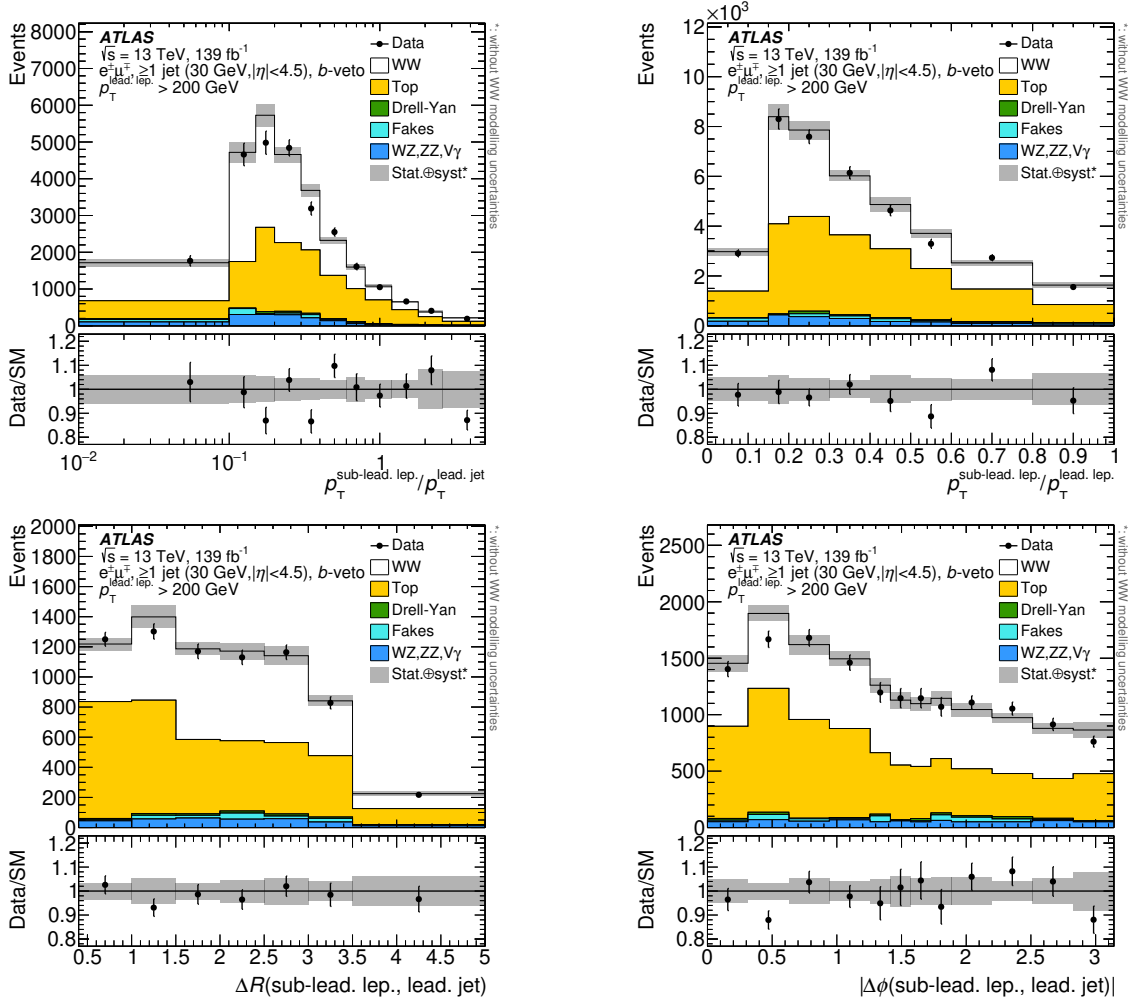 Events
8000
7000
6000
5000
4000
3000
2000
1000
0
ATLAS
√s = 13 TeV, 139 fb⁻¹
e±μ∓, ≥1 jet (30 GeV,|η|<4.5), b-veto
p_T^lead. lep. > 200 GeV
Data
WW
Top
Drell-Yan
Fakes
WZ,ZZ,Vγ
Stat.⊕syst.*
*: without WW modelling uncertainties
Data/SM
1.2
1.1
1
0.9
0.8
10⁻² 10⁻¹ 1
p_T^sub-lead. lep./p_T^lead. jet
×10³
Events
12
10
8
6
4
2
0
ATLAS
√s = 13 TeV, 139 fb⁻¹
e±μ∓, ≥1 jet (30 GeV,|η|<4.5), b-veto
p_T^lead. lep. > 200 GeV
Data
WW
Top
Drell-Yan
Fakes
WZ,ZZ,Vγ
Stat.⊕syst.*
*: without WW modelling uncertainties
Data/SM
1.2
1.1
1
0.9
0.8
0 0.1 0.2 0.3 0.4 0.5 0.6 0.7 0.8 0.9 1
p_T^sub-lead. lep./p_T^lead. lep.
Events
2000
1800
1600
1400
1200
1000
800
600
400
200
0
ATLAS
√s = 13 TeV, 139 fb⁻¹
e±μ∓, ≥1 jet (30 GeV,|η|<4.5), b-veto
p_T^lead. lep. > 200 GeV
Data
WW
Top
Drell-Yan
Fakes
WZ,ZZ,Vγ
Stat.⊕syst.*
*: without WW modelling uncertainties
Data/SM
1.2
1.1
1
0.9
0.8
0.5 1 1.5 2 2.5 3 3.5 4 4.5 5
ΔR(sub-lead. lep., lead. jet)
Events
2500
2000
1500
1000
500
0
ATLAS
√s = 13 TeV, 139 fb⁻¹
e±μ∓, ≥1 jet (30 GeV,|η|<4.5), b-veto
p_T^lead. lep. > 200 GeV
Data
WW
Top
Drell-Yan
Fakes
WZ,ZZ,Vγ
Stat.⊕syst.*
*: without WW modelling uncertainties
Data/SM
1.2
1.1
1
0.9
0.8
0 0.5 1 1.5 2 2.5 3
|Δϕ(sub-lead. lep., lead. jet)|